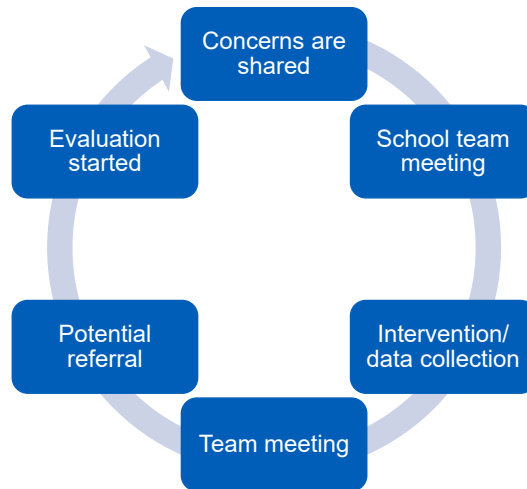 Concerns are
shared
School team
meeting
Intervention/
data collection
Team meeting
Potential
referral
Evaluation
started